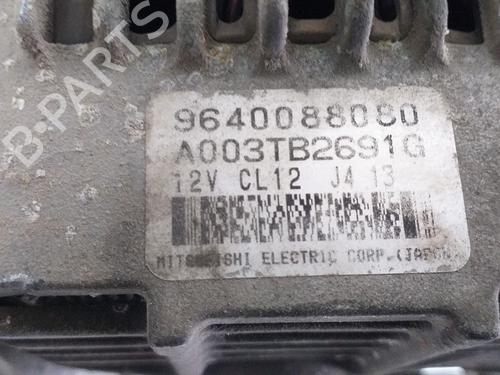 B-PARTS
9640088080
A003TB2691G
12V CL12 J4 13
MITSUBISHI ELECTRIC CORP.(JAPAN